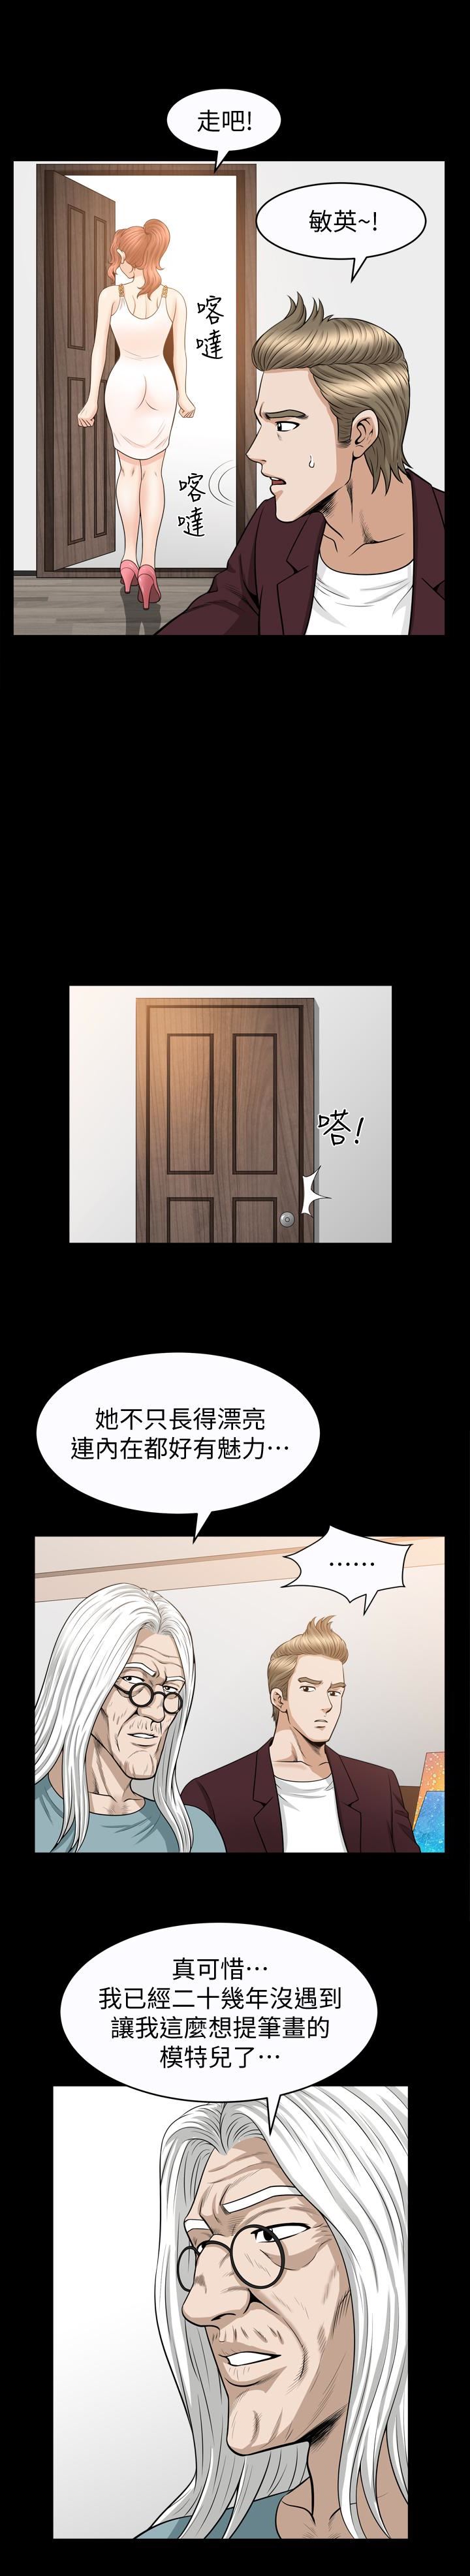 走吧!
敏英~!
喀噠
喀噠
嗒!
她不只長得漂亮
連內在都好有魅力…
……
真可惜…
我已經二十幾年沒遇到
讓我這麼想提筆畫的
模特兒了…